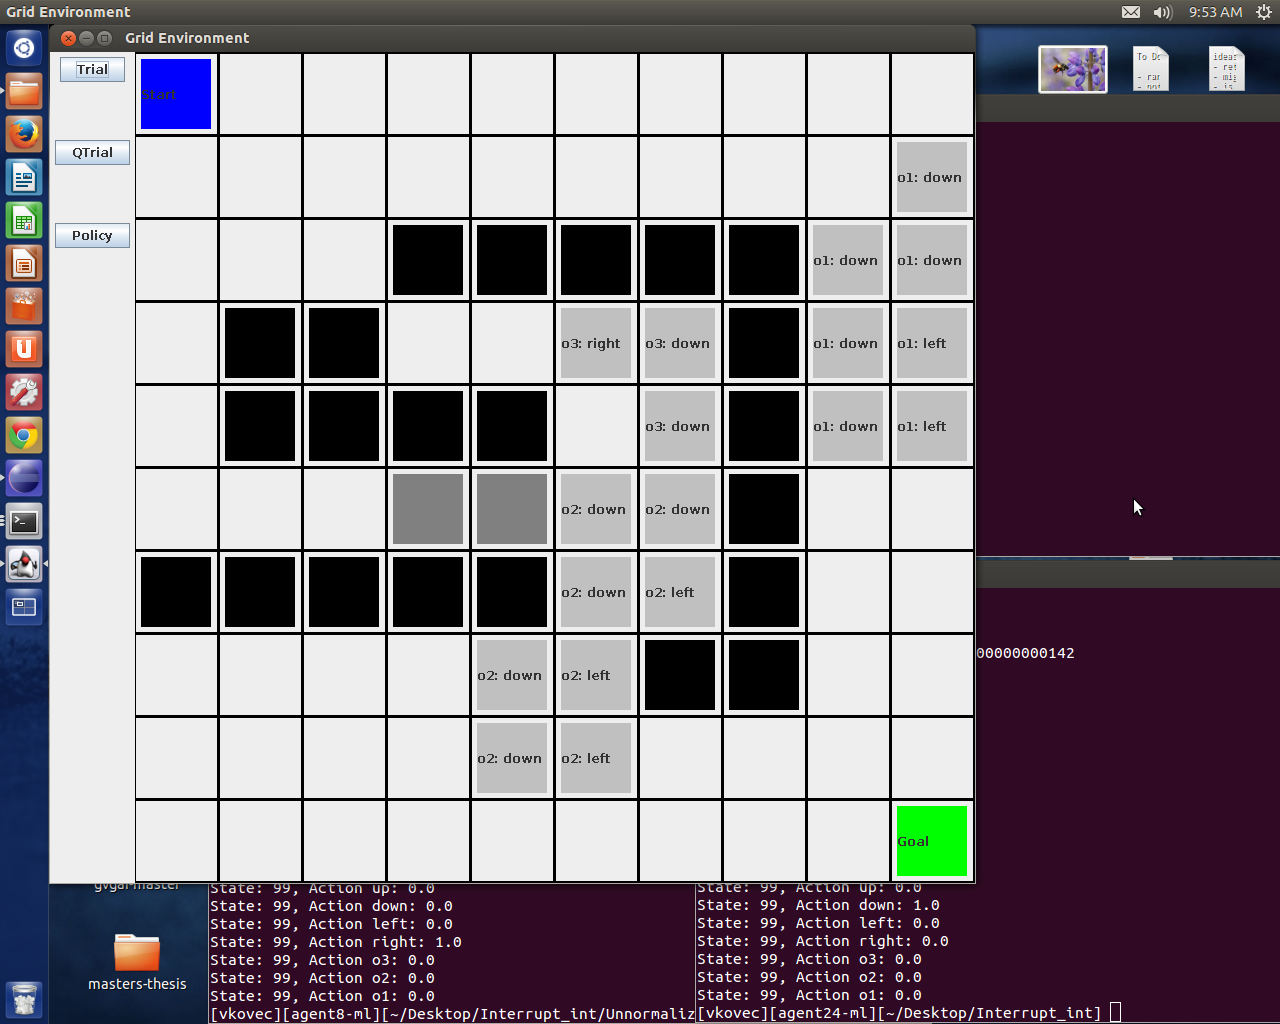 Grid Environment
9:53 AM
Grid Environment
Trial
Start
QTrial
o1: down
Policy
o1: down
o1: down
o3: right
o3: down
o1: down
o1: left
o3: down
o1: down
o1: left
o2: down
o2: down
o2: down
o2: left
o2: down
o2: left
o2: down
o2: left
Goal
To Do
- ran
idea
- re
- mi
- is
00000000142
gvgai-master
masters-thesis
State: 99, Action up: 0.0
State: 99, Action down: 0.0
State: 99, Action left: 0.0
State: 99, Action right: 1.0
State: 99, Action o3: 0.0
State: 99, Action o2: 0.0
State: 99, Action o1: 0.0
[vkovec][agent8-ml][~/Desktop/Interrupt_int/Unnormaliz
State: 99, Action up: 0.0
State: 99, Action down: 1.0
State: 99, Action left: 0.0
State: 99, Action right: 0.0
State: 99, Action o3: 0.0
State: 99, Action o2: 0.0
State: 99, Action o1: 0.0
[vkovec][agent24-ml][~/Desktop/Interrupt_int]